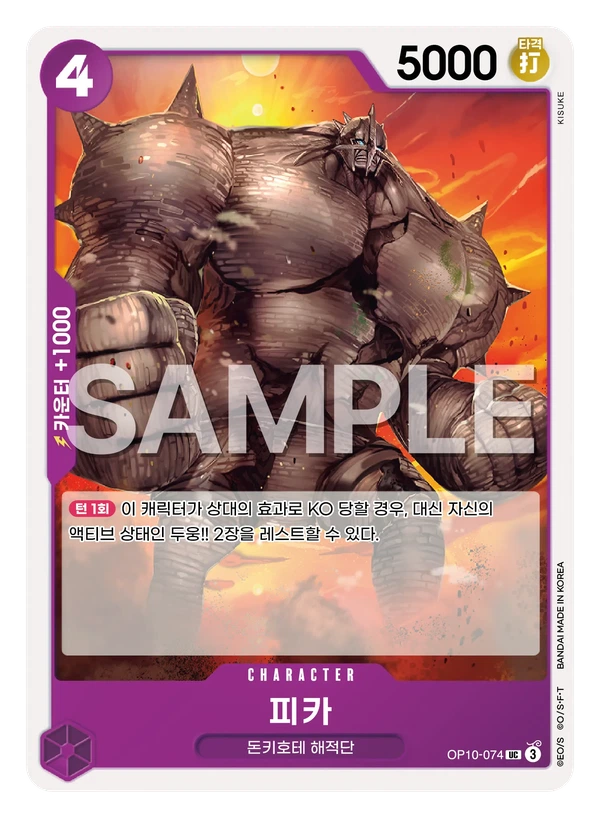 4
5000
타격
打
KISUKE
카운터 +1000
SAMPLE
턴 1회 이 캐릭터가 상대의 효과로 KO 당할 경우, 대신 자신의
액티브 상태인 두웅!! 2장을 레스트할 수 있다.
CHARACTER
피카
돈키호테 해적단
OP10-074 UC 3
©EO/S ©O/S·F·T BANDAI MADE IN KOREA